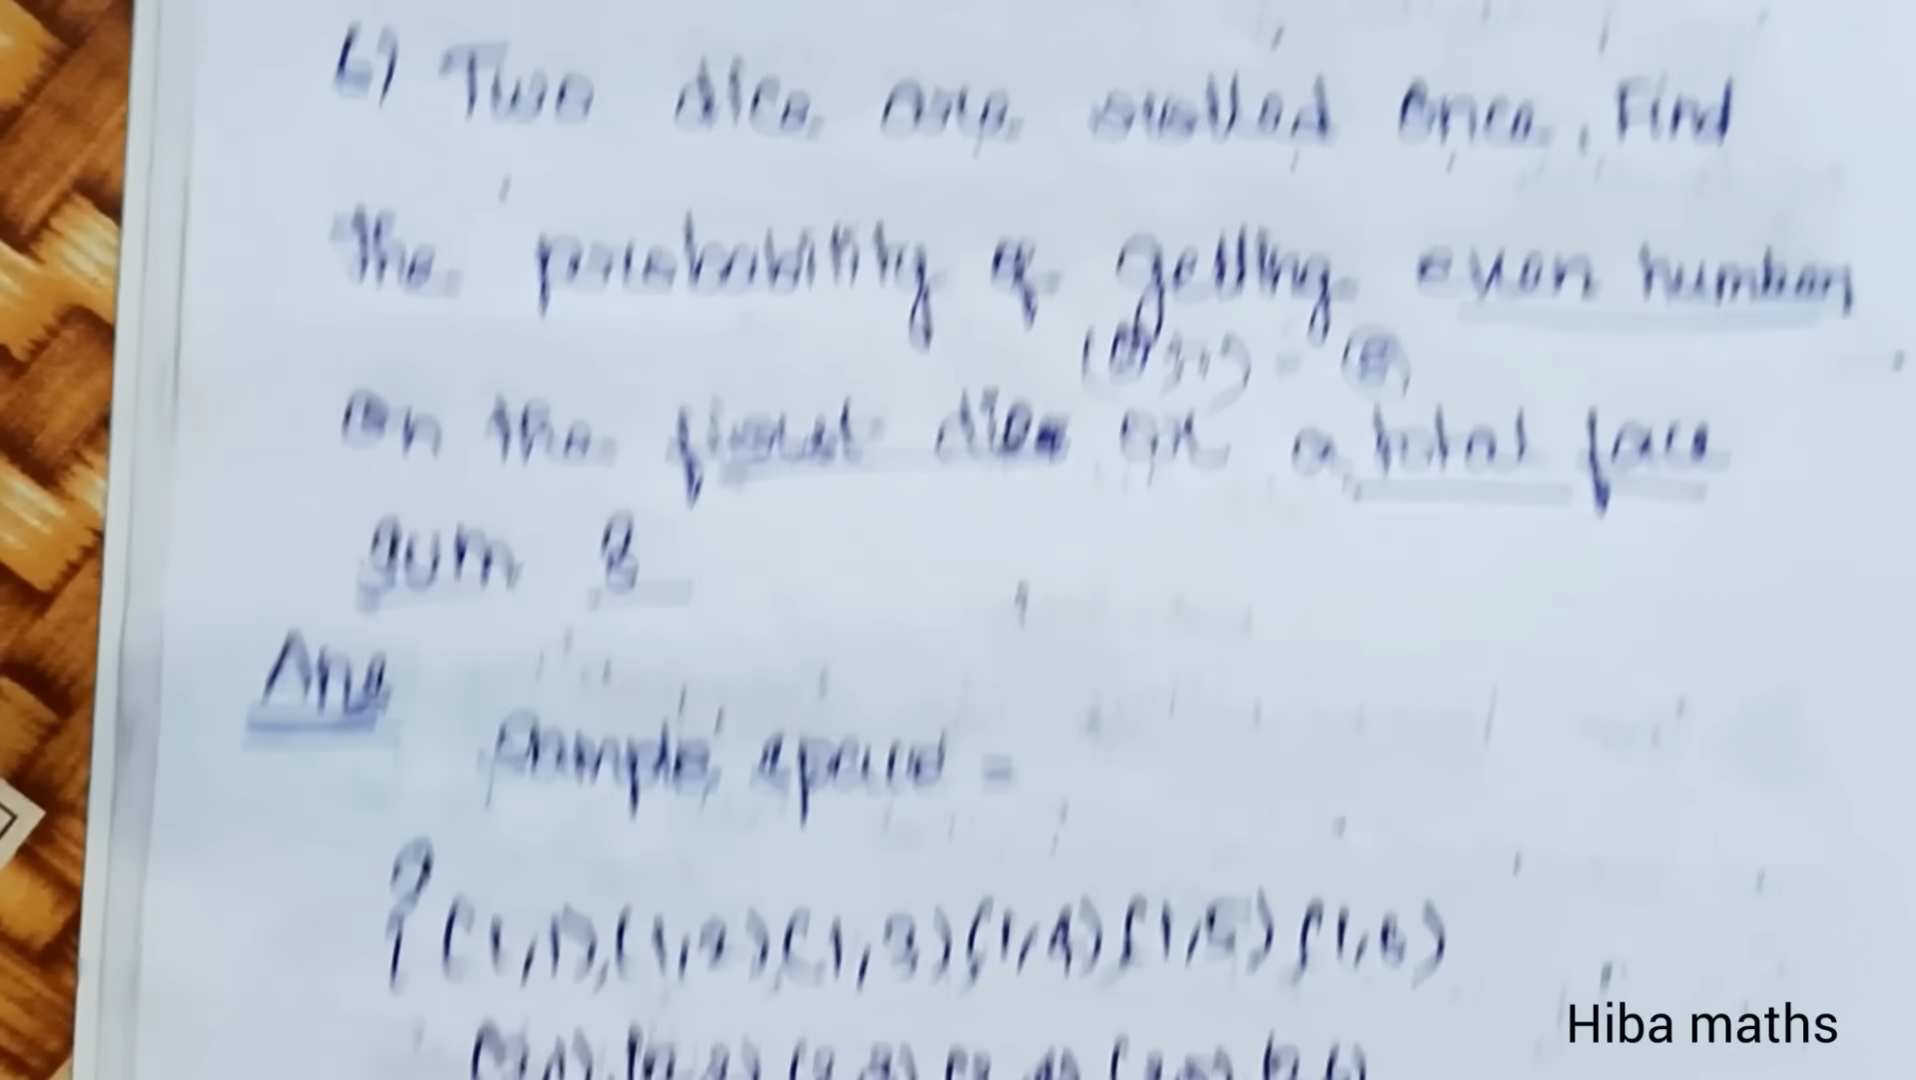 6) Two dice are rolled once. Find
the probability of getting even number
on the first dice or a total face
sum 8
Ans
Sample space =
{(1,1),(1,2)(1,3)(1,4)(1,5)(1,6)
Hiba maths